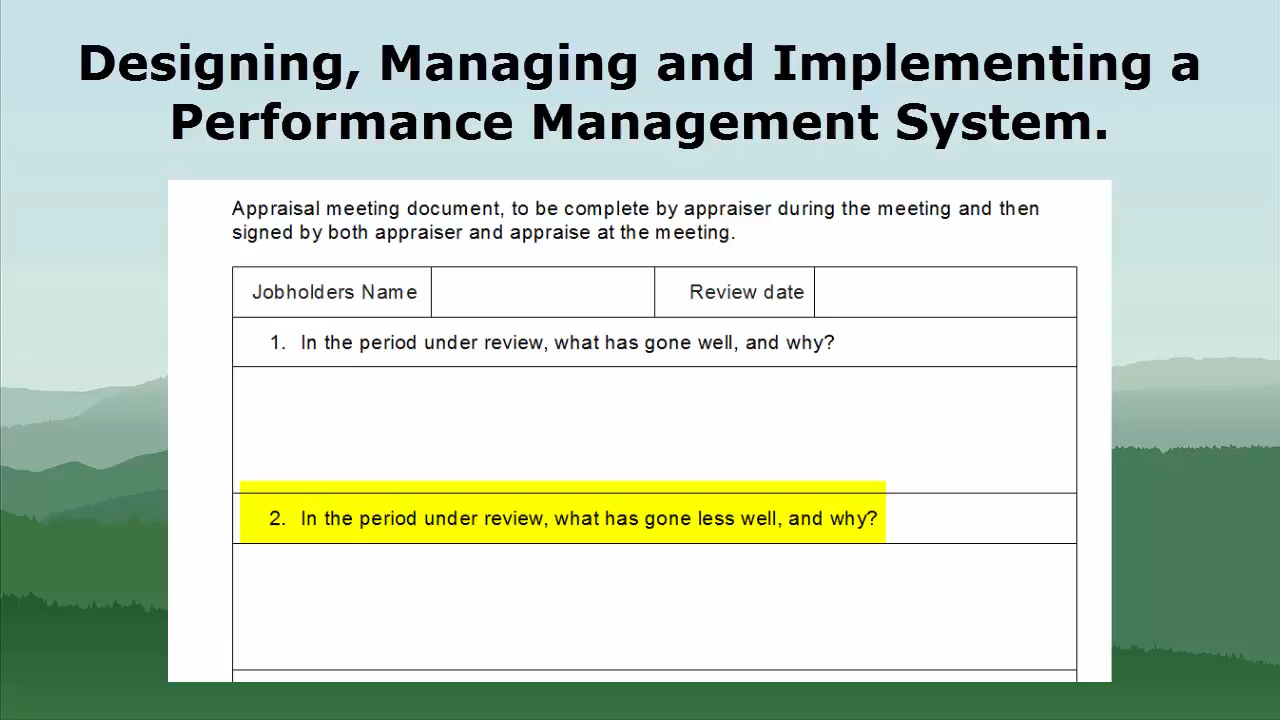 Designing, Managing and Implementing a
Performance Management System.
Appraisal meeting document, to be complete by appraiser during the meeting and then
signed by both appraiser and appraise at the meeting.
Jobholders Name Review date
1. In the period under review, what has gone well, and why?
2. In the period under review, what has gone less well, and why?